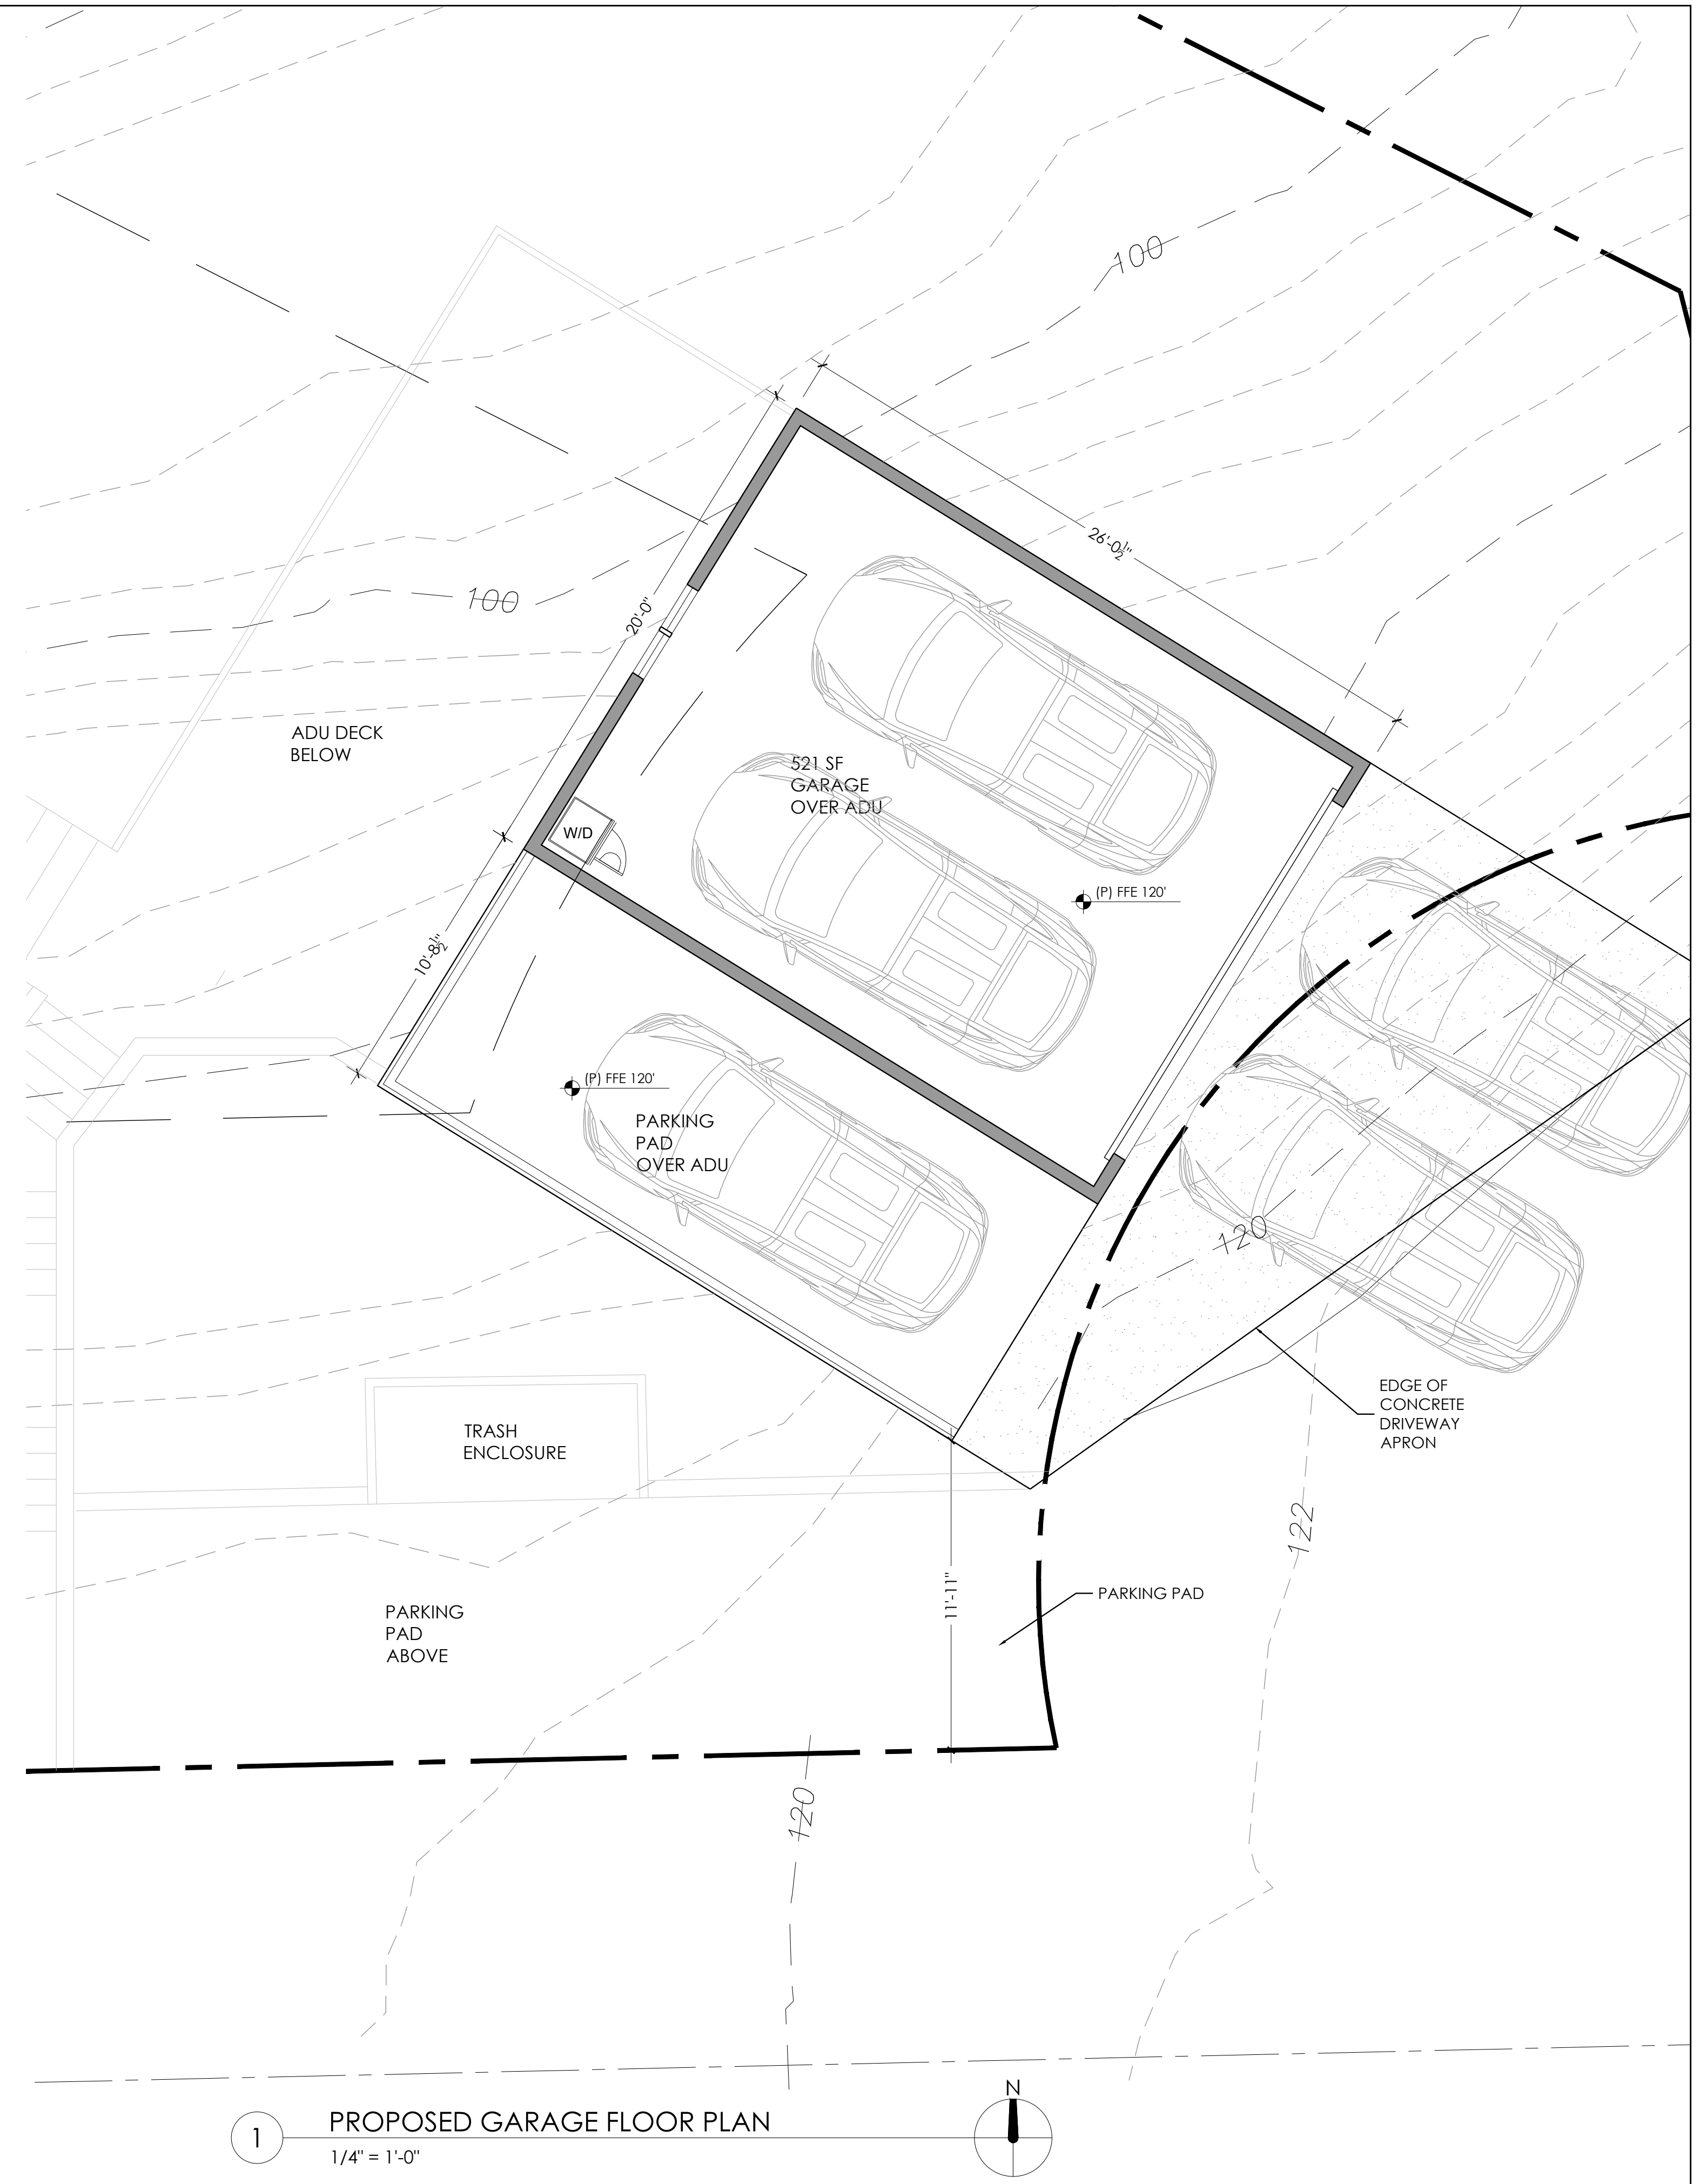 100
26'-0½"
100
20'-0"
ADU DECK
BELOW
521 SF
GARAGE
OVER ADU
W/D
(P) FFE 120'
10'-8½"
(P) FFE 120'
PARKING
PAD
OVER ADU
120
EDGE OF
CONCRETE
DRIVEWAY
APRON
TRASH
ENCLOSURE
122
11'-11"
PARKING PAD
PARKING
PAD
ABOVE
120
N
1
PROPOSED GARAGE FLOOR PLAN
1/4" = 1'-0"